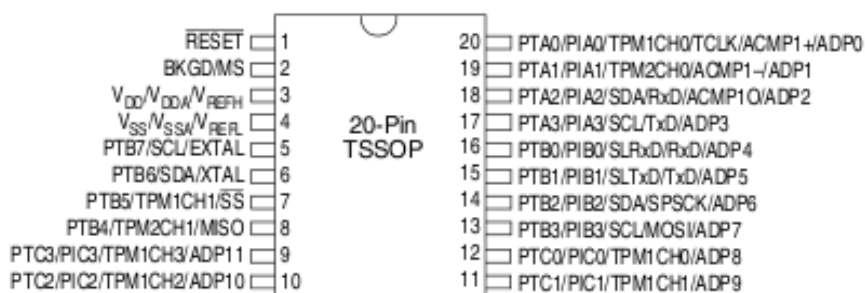 RESET 1
BKGD/MS 2
VDD/VDDA/VREFH 3
VSS/VSSA/VREFL 4
PTB7/SCL/EXTAL 5
PTB6/SDA/XTAL 6
PTB5/TPM1CH1/SS 7
PTB4/TPM2CH1/MISO 8
PTC3/PIC3/TPM1CH3/ADP11 9
PTC2/PIC2/TPM1CH2/ADP10 10
20-Pin
TSSOP
20 PTA0/PIA0/TPM1CH0/TCLK/ACMP1+/ADP0
19 PTA1/PIA1/TPM2CH0/ACMP1–/ADP1
18 PTA2/PIA2/SDA/RxD/ACMP1O/ADP2
17 PTA3/PIA3/SCL/TxD/ADP3
16 PTB0/PIB0/SLRxD/RxD/ADP4
15 PTB1/PIB1/SLTxD/TxD/ADP5
14 PTB2/PIB2/SDA/SPSCK/ADP6
13 PTB3/PIB3/SCL/MOSI/ADP7
12 PTC0/PIC0/TPM1CH0/ADP8
11 PTC1/PIC1/TPM1CH1/ADP9